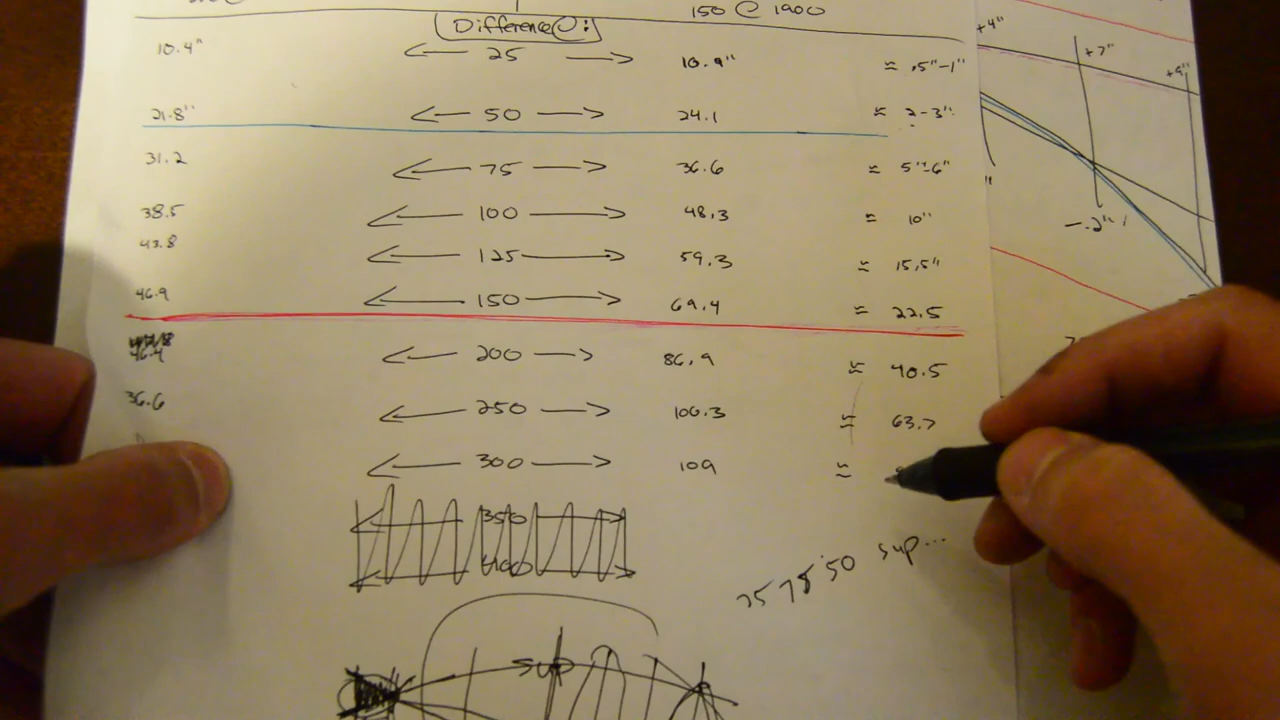 150 @ 1900
Difference @:
10.4" 25 10.9" ≈ .5"-1"
21.8" 50 24.1 ≈ 2-3"
31.2 75 36.6 ≈ 5"-6"
38.5 100 48.3 ≈ 10"
43.8 125 59.3 ≈ 15.5"
46.9 150 69.4 ≈ 22.5
46.4 200 86.9 ≈ 40.5
36.6 250 100.3 ≈ 63.7
300 109 ≈
350
400
sup...
sup
+4"
+7"
+9"
-.2"